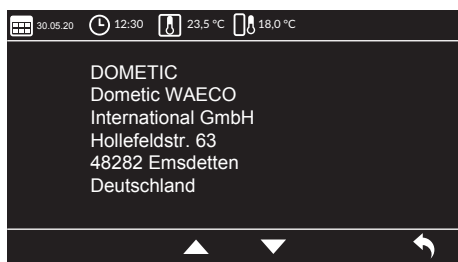 30.05.20 12:30 23,5 °C 18,0 °C
DOMETIC
Dometic WAECO
International GmbH
Hollefeldstr. 63
48282 Emsdetten
Deutschland